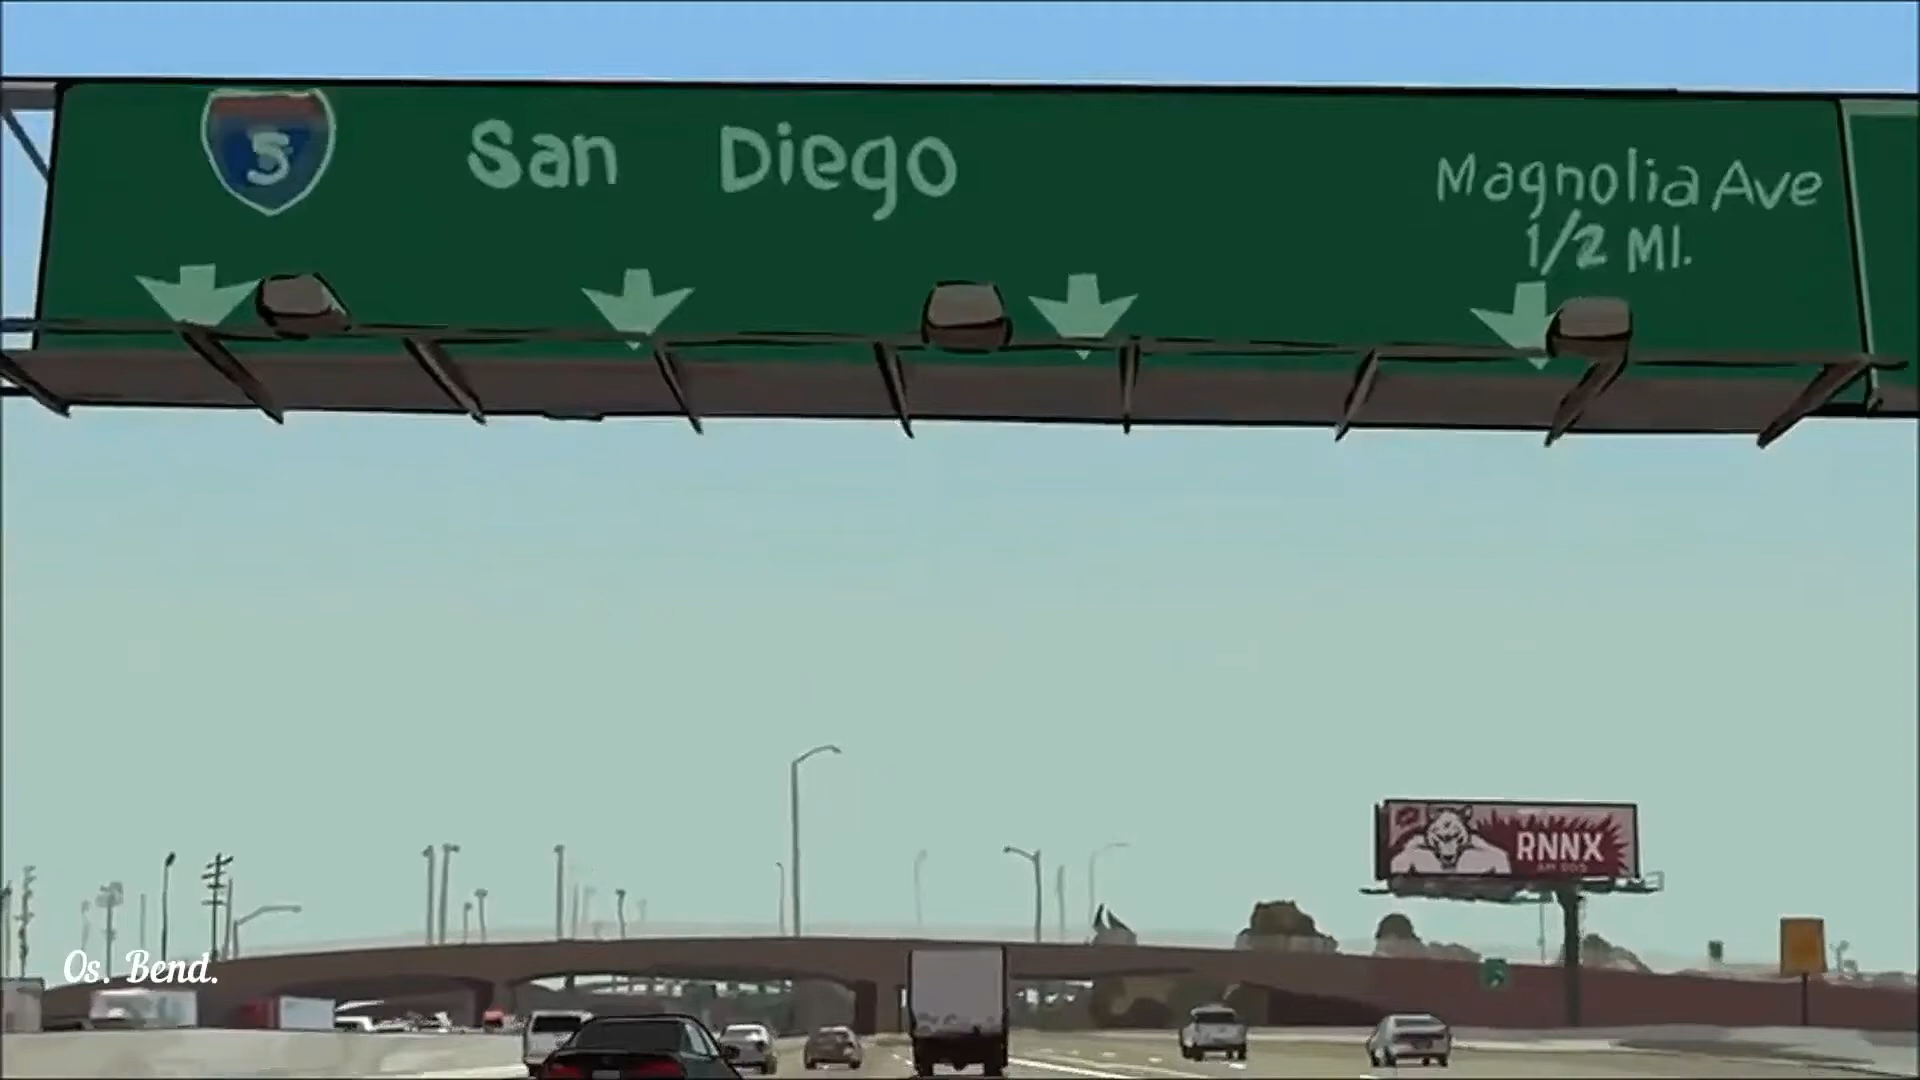 5
San Diego
Magnolia Ave
1/2 MI.
RNNX
Os. Bend.